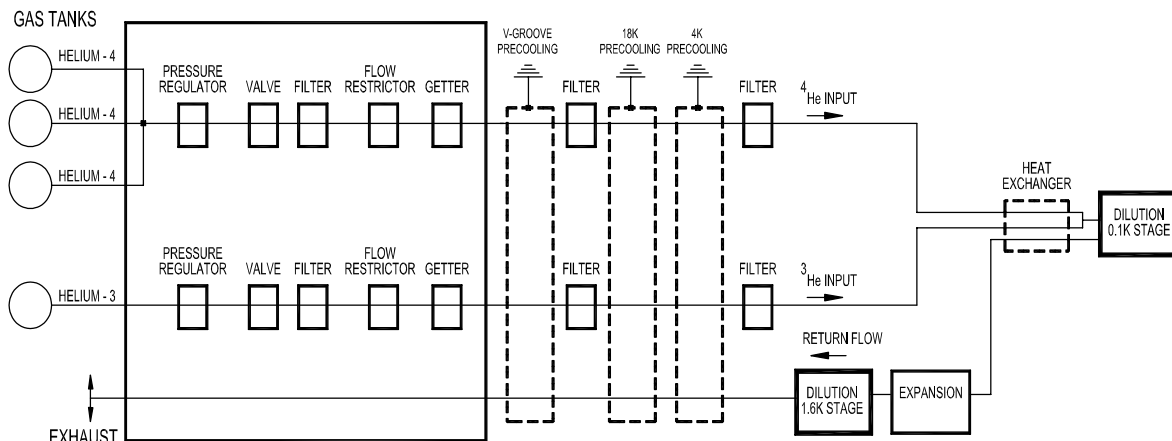 GAS TANKS
HELIUM - 4
HELIUM - 4
HELIUM - 4
PRESSURE
REGULATOR
VALVE
FILTER
FLOW
RESTRICTOR
GETTER
V-GROOVE
PRECOOLING
FILTER
18K
PRECOOLING
4K
PRECOOLING
FILTER
4He INPUT
HEAT
EXCHANGER
DILUTION
0.1K STAGE
HELIUM - 3
PRESSURE
REGULATOR
VALVE
FILTER
FLOW
RESTRICTOR
GETTER
FILTER
FILTER
3He INPUT
RETURN FLOW
DILUTION
1.6K STAGE
EXPANSION
EXHAUST